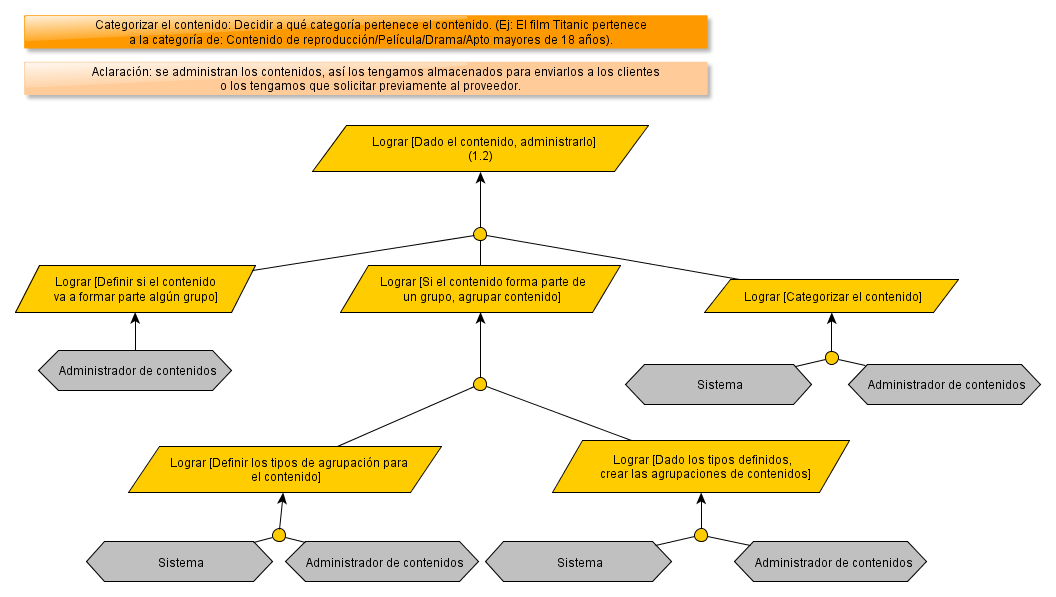 Categorizar el contenido: Decidir a qué categoría pertenece el contenido. (Ej: El film Titanic pertenece
a la categoría de: Contenido de reproducción/Película/Drama/Apto mayores de 18 años).
Aclaración: se administran los contenidos, así los tengamos almacenados para enviarlos a los clientes
o los tengamos que solicitar previamente al proveedor.
Lograr [Dado el contenido, administrarlo]
(1.2)
Lograr [Definir si el contenido
va a formar parte algún grupo]
Lograr [Si el contenido forma parte de
un grupo, agrupar contenido]
Lograr [Categorizar el contenido]
Administrador de contenidos
Sistema
Administrador de contenidos
Lograr [Definir los tipos de agrupación para
el contenido]
Lograr [Dado los tipos definidos,
crear las agrupaciones de contenidos]
Sistema
Administrador de contenidos
Sistema
Administrador de contenidos